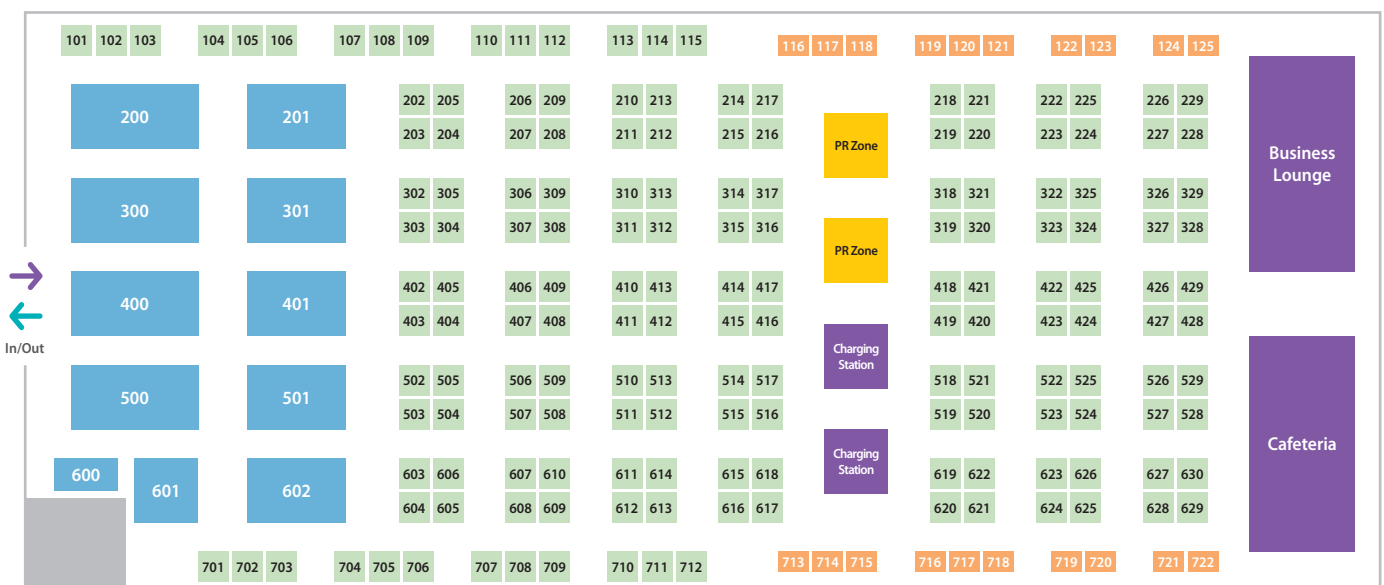 101 102 103 104 105 106 107 108 109 110 111 112 113 114 115 116 117 118 119 120 121 122 123 124 125
200 201
202 205 206 209 210 213 214 217 218 221 222 225 226 229
203 204 207 208 211 212 215 216 219 220 223 224 227 228
PR Zone
Business
Lounge
300 301
302 305 306 309 310 313 314 317 318 321 322 325 326 329
303 304 307 308 311 312 315 316 319 320 323 324 327 328
PR Zone
400 401
402 405 406 409 410 413 414 417 418 421 422 425 426 429
403 404 407 408 411 412 415 416 419 420 423 424 427 428
In/Out
Charging
Station
500 501
502 505 506 509 510 513 514 517 518 521 522 525 526 529
503 504 507 508 511 512 515 516 519 520 523 524 527 528
Cafeteria
Charging
Station
600 601 602
603 606 607 610 611 614 615 618 619 622 623 626 627 630
604 605 608 609 612 613 616 617 620 621 624 625 628 629
701 702 703 704 705 706 707 708 709 710 711 712 713 714 715 716 717 718 719 720 721 722